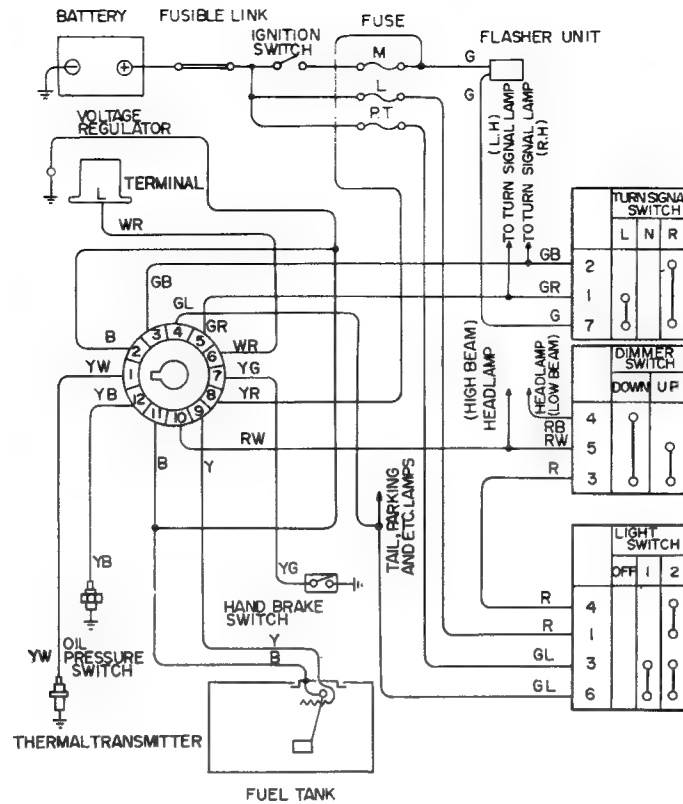 BATTERY
FUSIBLE LINK
IGNITION
SWITCH
FUSE
FLASHER UNIT
M
G
L
G
P.T
VOLTAGE
REGULATOR
TERMINAL
L
WR
TO TURN SIGNAL LAMP
(L.H)
TO TURN SIGNAL LAMP
(R.H)
TURN SIGNA
SWITCH
L N R
GB
2
GR
1
G
7
GB
GL
GR
B
WR
YW
YG
YB
YR
1
2
3
4
5
6
7
8
9
10
11
12
RW
B
Y
(HIGH BEAM)
HEADLAMP
HEADLAMP
(LOW BEAM)
DIMMER
SWITCH
DOWN UP
4
RB
RW
5
R
3
TAIL, PARKING
AND ETC. LAMPS
LIGHT
SWITCH
OFF 1 2
R
4
R
1
GL
3
GL
6
YB
YG
HAND BRAKE
SWITCH
Y
B
YW
OIL
PRESSURE
SWITCH
THERMAL TRANSMITTER
FUEL TANK